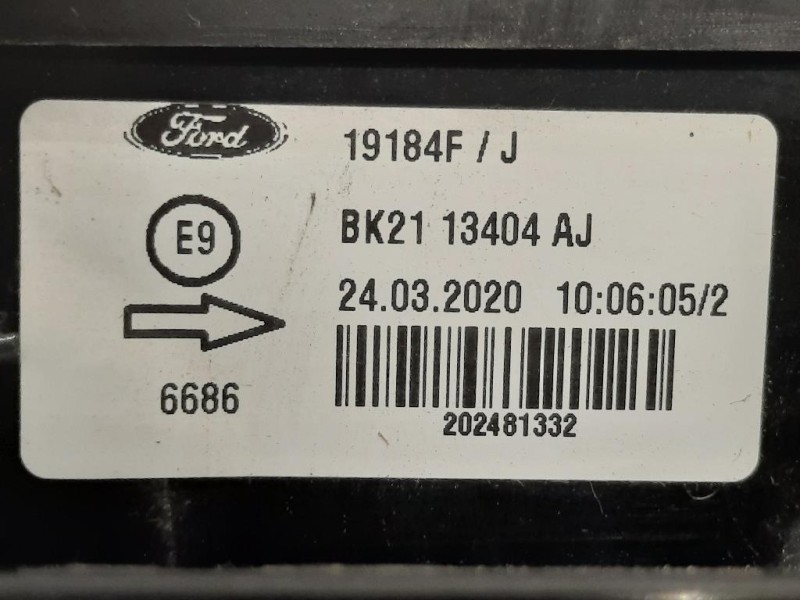 Ford
19184F / J
E9
BK21 13404 AJ
24.03.2020 10:06:05/2
6686
202481332